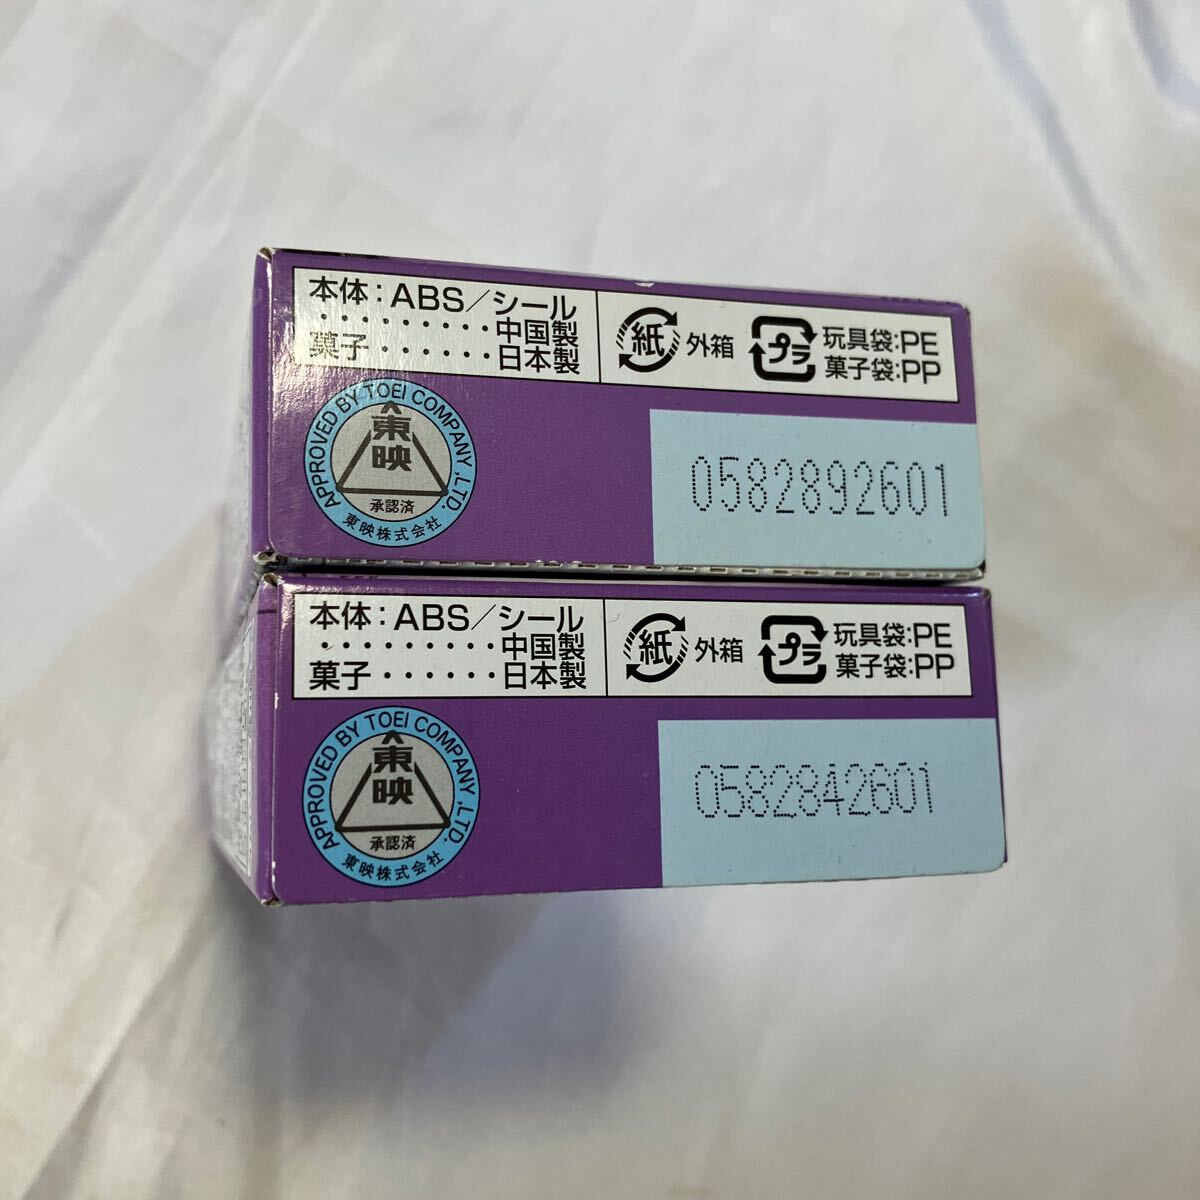 本体：ABS／シール
・・・・・・・・・中国製
菓子・・・・・・日本製
紙 外箱
プラ 玩具袋:PE
菓子袋:PP
APPROVED BY TOEI COMPANY,LTD.
東映
承認済
東映株式会社
0582892601
本体：ABS／シール
・・・・・・・・・中国製
菓子・・・・・・日本製
紙 外箱
プラ 玩具袋:PE
菓子袋:PP
APPROVED BY TOEI COMPANY,LTD.
東映
承認済
東映株式会社
0582842601